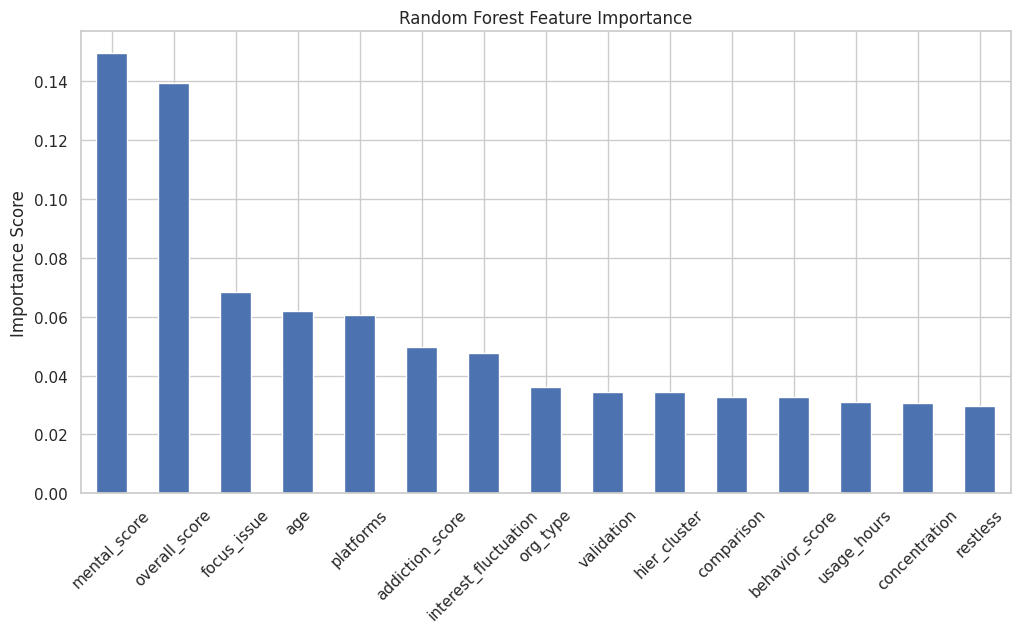 Random Forest Feature Importance
Importance Score
0.14
0.12
0.10
0.08
0.06
0.04
0.02
0.00
mental_score
overall_score
focus_issue
age
platforms
addiction_score
interest_fluctuation
org_type
validation
hier_cluster
comparison
behavior_score
usage_hours
concentration
restless